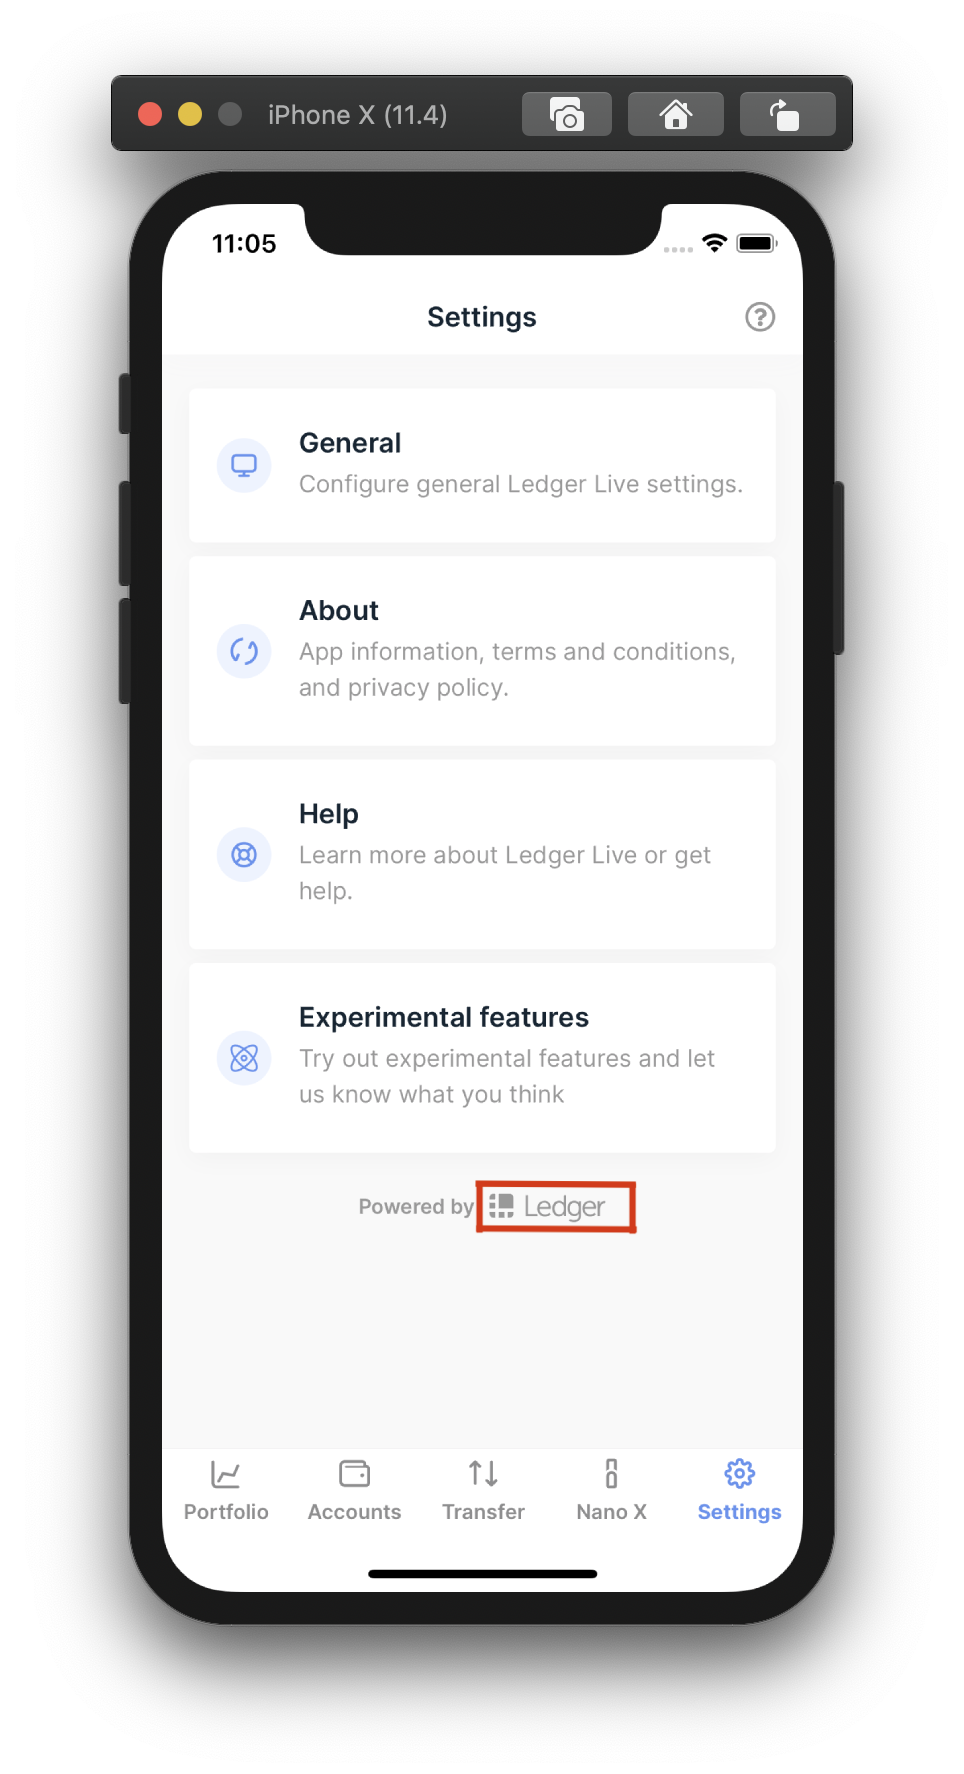 iPhone X (11.4)
11:05
Settings
General
Configure general Ledger Live settings.
About
App information, terms and conditions,
and privacy policy.
Help
Learn more about Ledger Live or get
help.
Experimental features
Try out experimental features and let
us know what you think
Powered by Ledger
Portfolio Accounts Transfer Nano X Settings